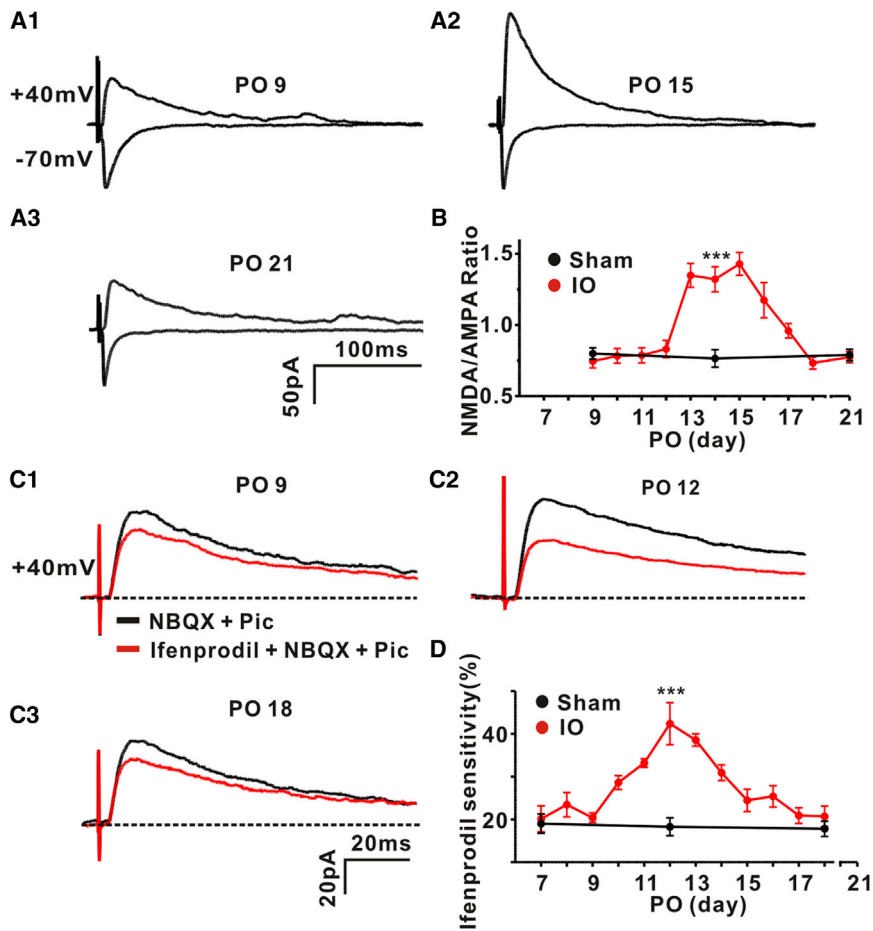 A1
A2
PO 9
PO 15
+40mV
-70mV
A3
B
PO 21
100ms
50pA
NMDA/AMPA Ratio
1.5
1.0
0.5
Sham
IO
***
7 9 11 13 15 17 21
PO (day)
C1
C2
PO 9
PO 12
+40mV
NBQX + Pic
Ifenprodil + NBQX + Pic
C3
D
PO 18
20ms
20pA
Ifenprodil sensitivity(%)
40
20
Sham
IO
***
7 9 11 13 15 17 21
PO (day)